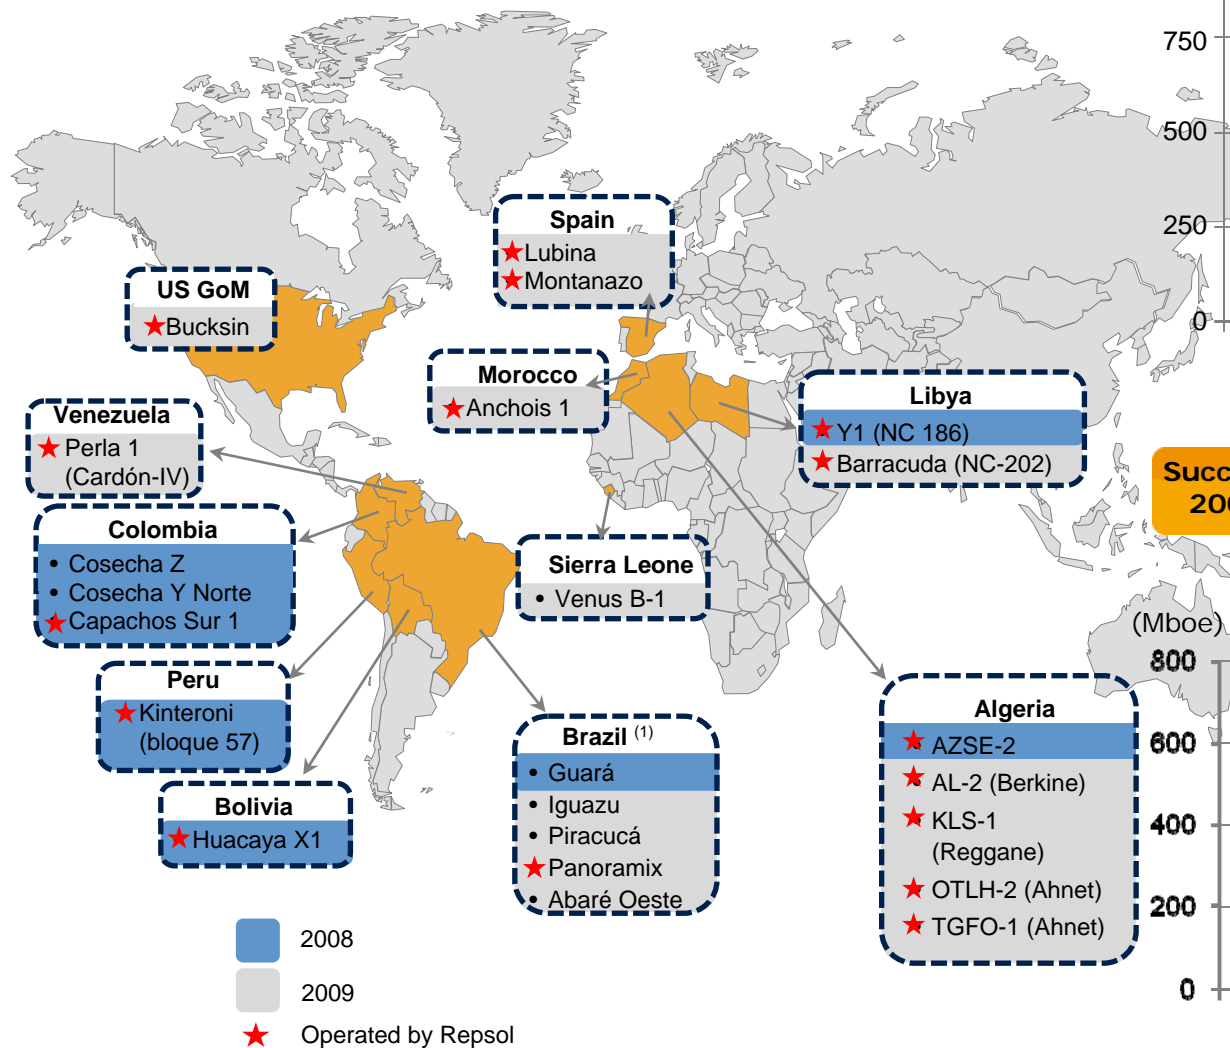 750
500
250
0
Spain
Lubina
Montanazo
US GoM
Bucksin
Morocco
Anchois 1
Libya
Y1 (NC 186)
Barracuda (NC-202)
Venezuela
Perla 1
(Cardón-IV)
Succ
200
Colombia
• Cosecha Z
• Cosecha Y Norte
Capachos Sur 1
Sierra Leone
• Venus B-1
Peru
Kinteroni
(bloque 57)
Bolivia
Huacaya X1
Brazil (1)
• Guará
• Iguazu
• Piracucá
Panoramix
• Abaré Oeste
Algeria
AZSE-2
AL-2 (Berkine)
KLS-1
(Reggane)
OTLH-2 (Ahnet)
TGFO-1 (Ahnet)
(Mboe)
800
600
400
200
0
2008
2009
Operated by Repsol